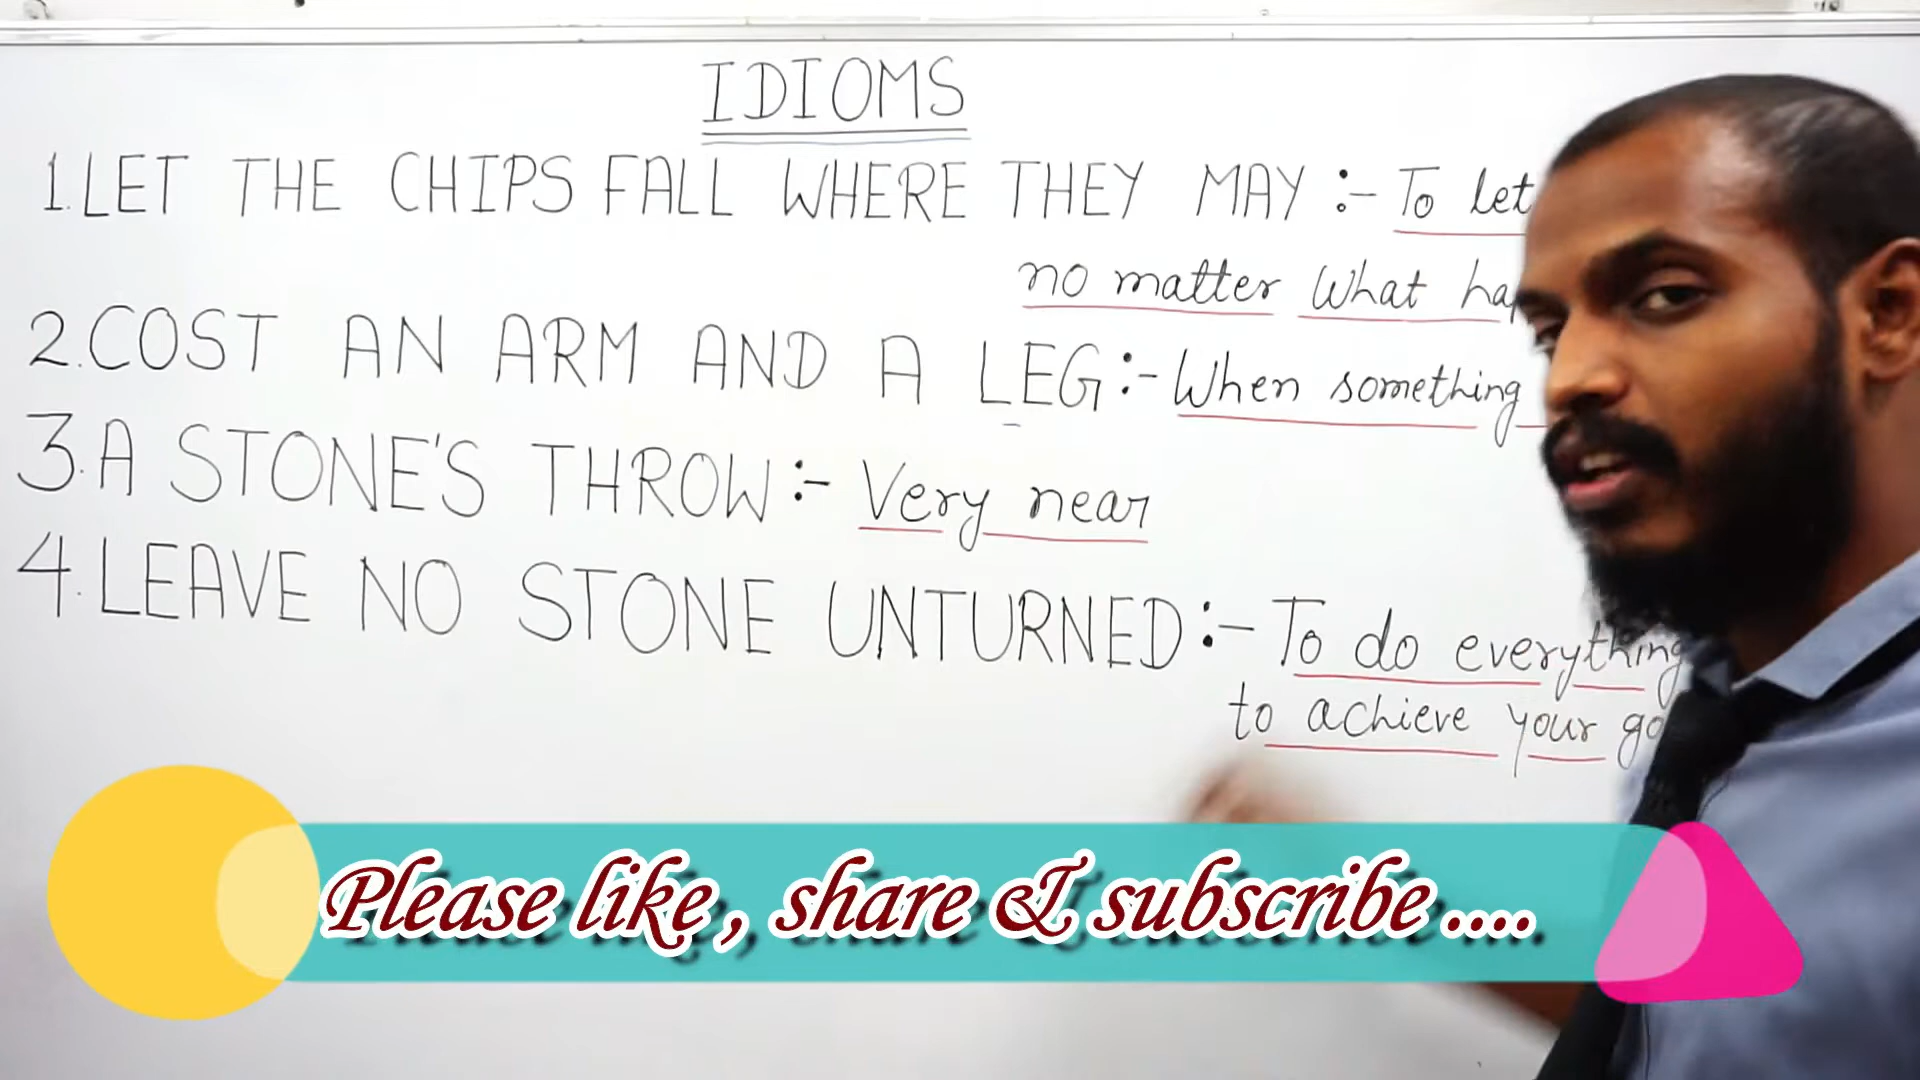 IDIOMS
1. LET THE CHIPS FALL WHERE THEY MAY :- To let
no matter What
2. COST AN ARM AND A LEG :- When something
3. A STONE'S THROW :- Very near
4. LEAVE NO STONE UNTURNED :- To do everything
to achieve your
Please like , share & subscribe ....